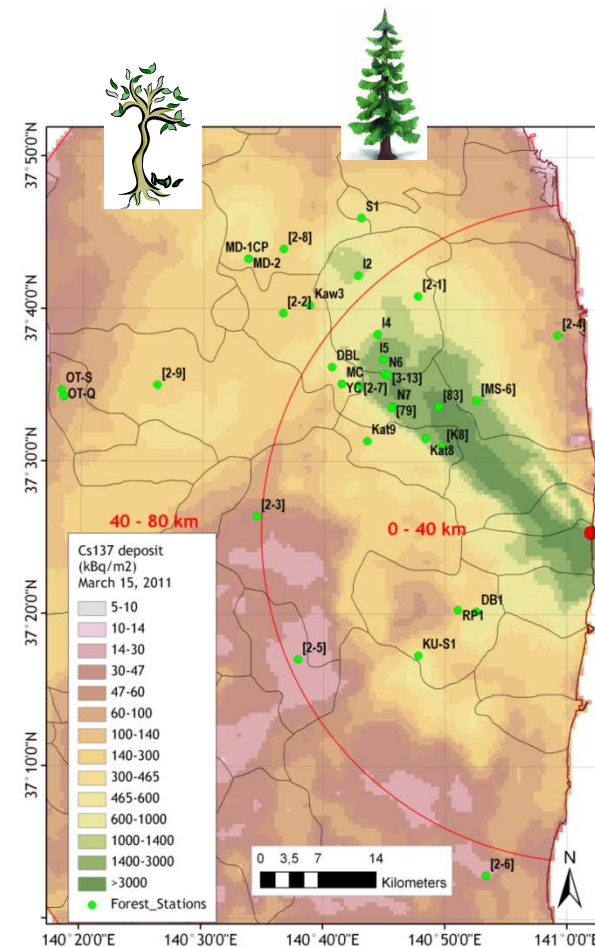 37°50'0"N
S1
[2-8]
MD-1CP
MD-2
I2
[2-1]
Kaw3
[2-2]
37°40'0"N
[2-4]
I4
I5
DBL
N6
MC
[3-13]
OT-S
[2-9]
YC
[2-7]
[MS-6]
OT-Q
N7
[83]
[79]
Kat9
[K8]
Kat8
37°30'0"N
[2-3]
40 - 80 km
0 - 40 km
Cs137 deposit
(kBq/m2)
March 15, 2011
5-10
10-14
14-30
30-47
47-60
60-100
100-140
140-300
300-465
465-600
600-1000
1000-1400
1400-3000
>3000
Forest_Stations
37°20'0"N
DB1
RP1
KU-S1
[2-5]
37°10'0"N
0 3,5 7 14
Kilometers
[2-6]
N
37°0'0"N
140°20'0"E
140°30'0"E
140°40'0"E
140°50'0"E